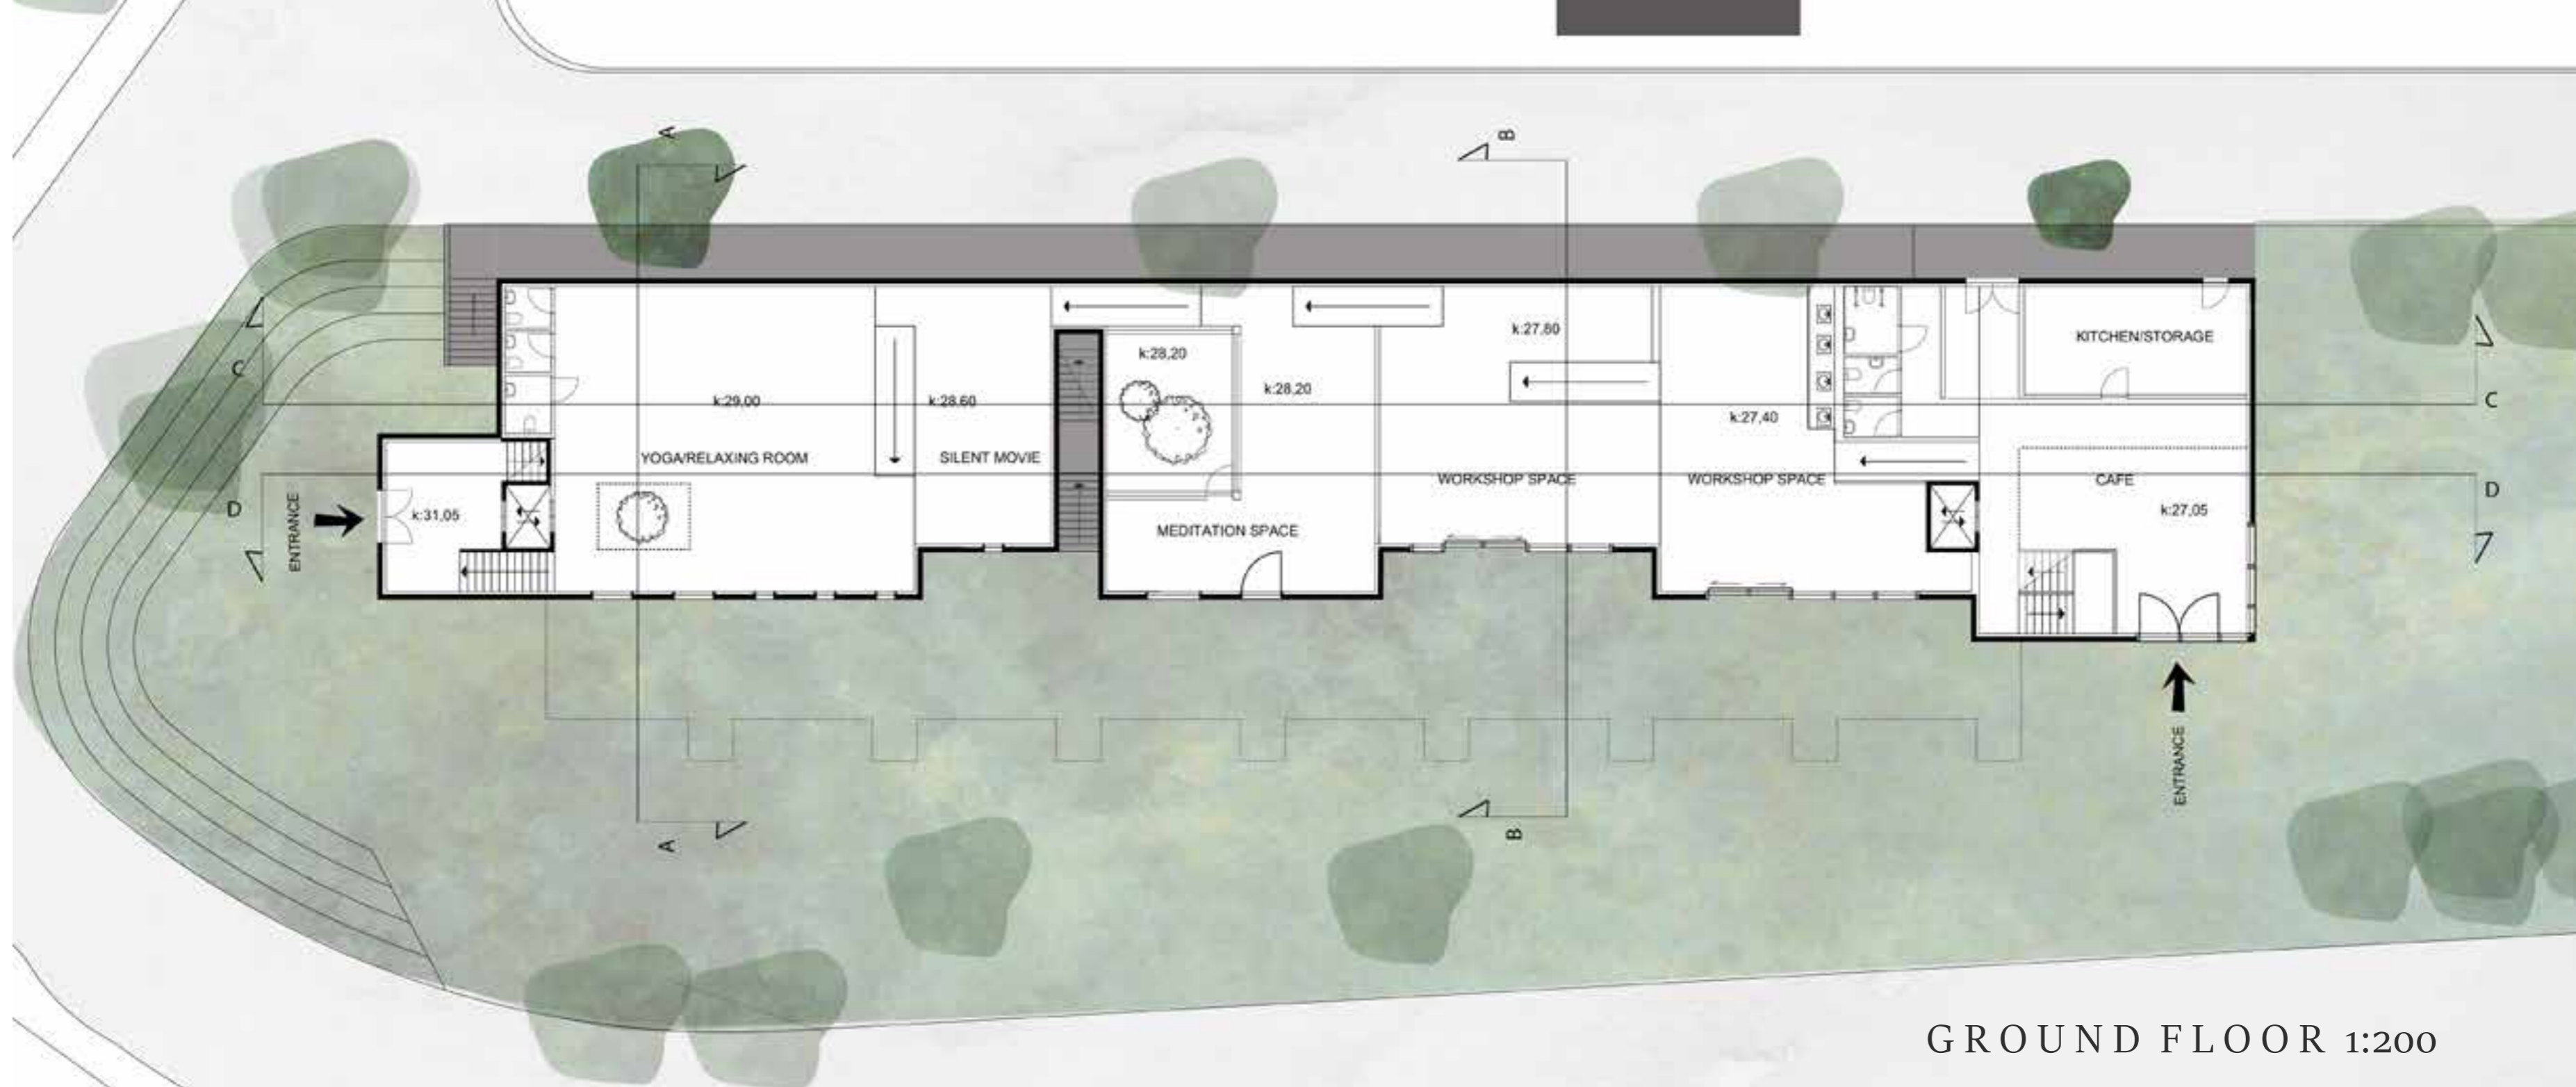 A
B
C
D
ENTRANCE
k:31,05
k:29,00
YOGA/RELAXING ROOM
k:28,60
SILENT MOVIE
k:28,20
k:28,20
MEDITATION SPACE
k:27,80
WORKSHOP SPACE
k:27,40
WORKSHOP SPACE
KITCHEN/STORAGE
CAFE
k:27,05
C
D
ENTRANCE
A
B
GROUND FLOOR 1:200